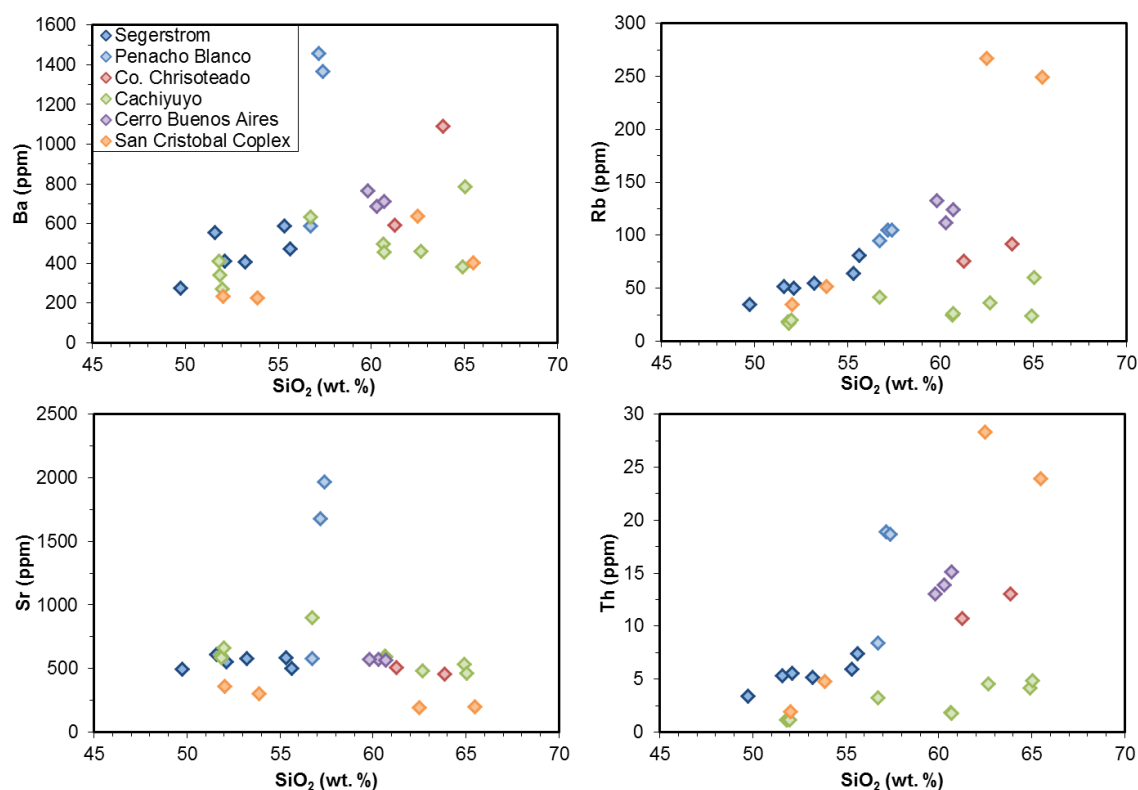 1600
1400
1200
1000
800
600
400
200
0
Ba (ppm)
Segerstrom
Penacho Blanco
Co. Chrisoteado
Cachiyuyo
Cerro Buenos Aires
San Cristobal Coplex
45 50 55 60 65 70
SiO2 (wt. %)
300
250
200
150
100
50
0
Rb (ppm)
45 50 55 60 65 70
SiO2 (wt. %)
2500
2000
1500
1000
500
0
Sr (ppm)
45 50 55 60 65 70
SiO2 (wt. %)
30
25
20
15
10
5
0
Th (ppm)
45 50 55 60 65 70
SiO2 (wt. %)